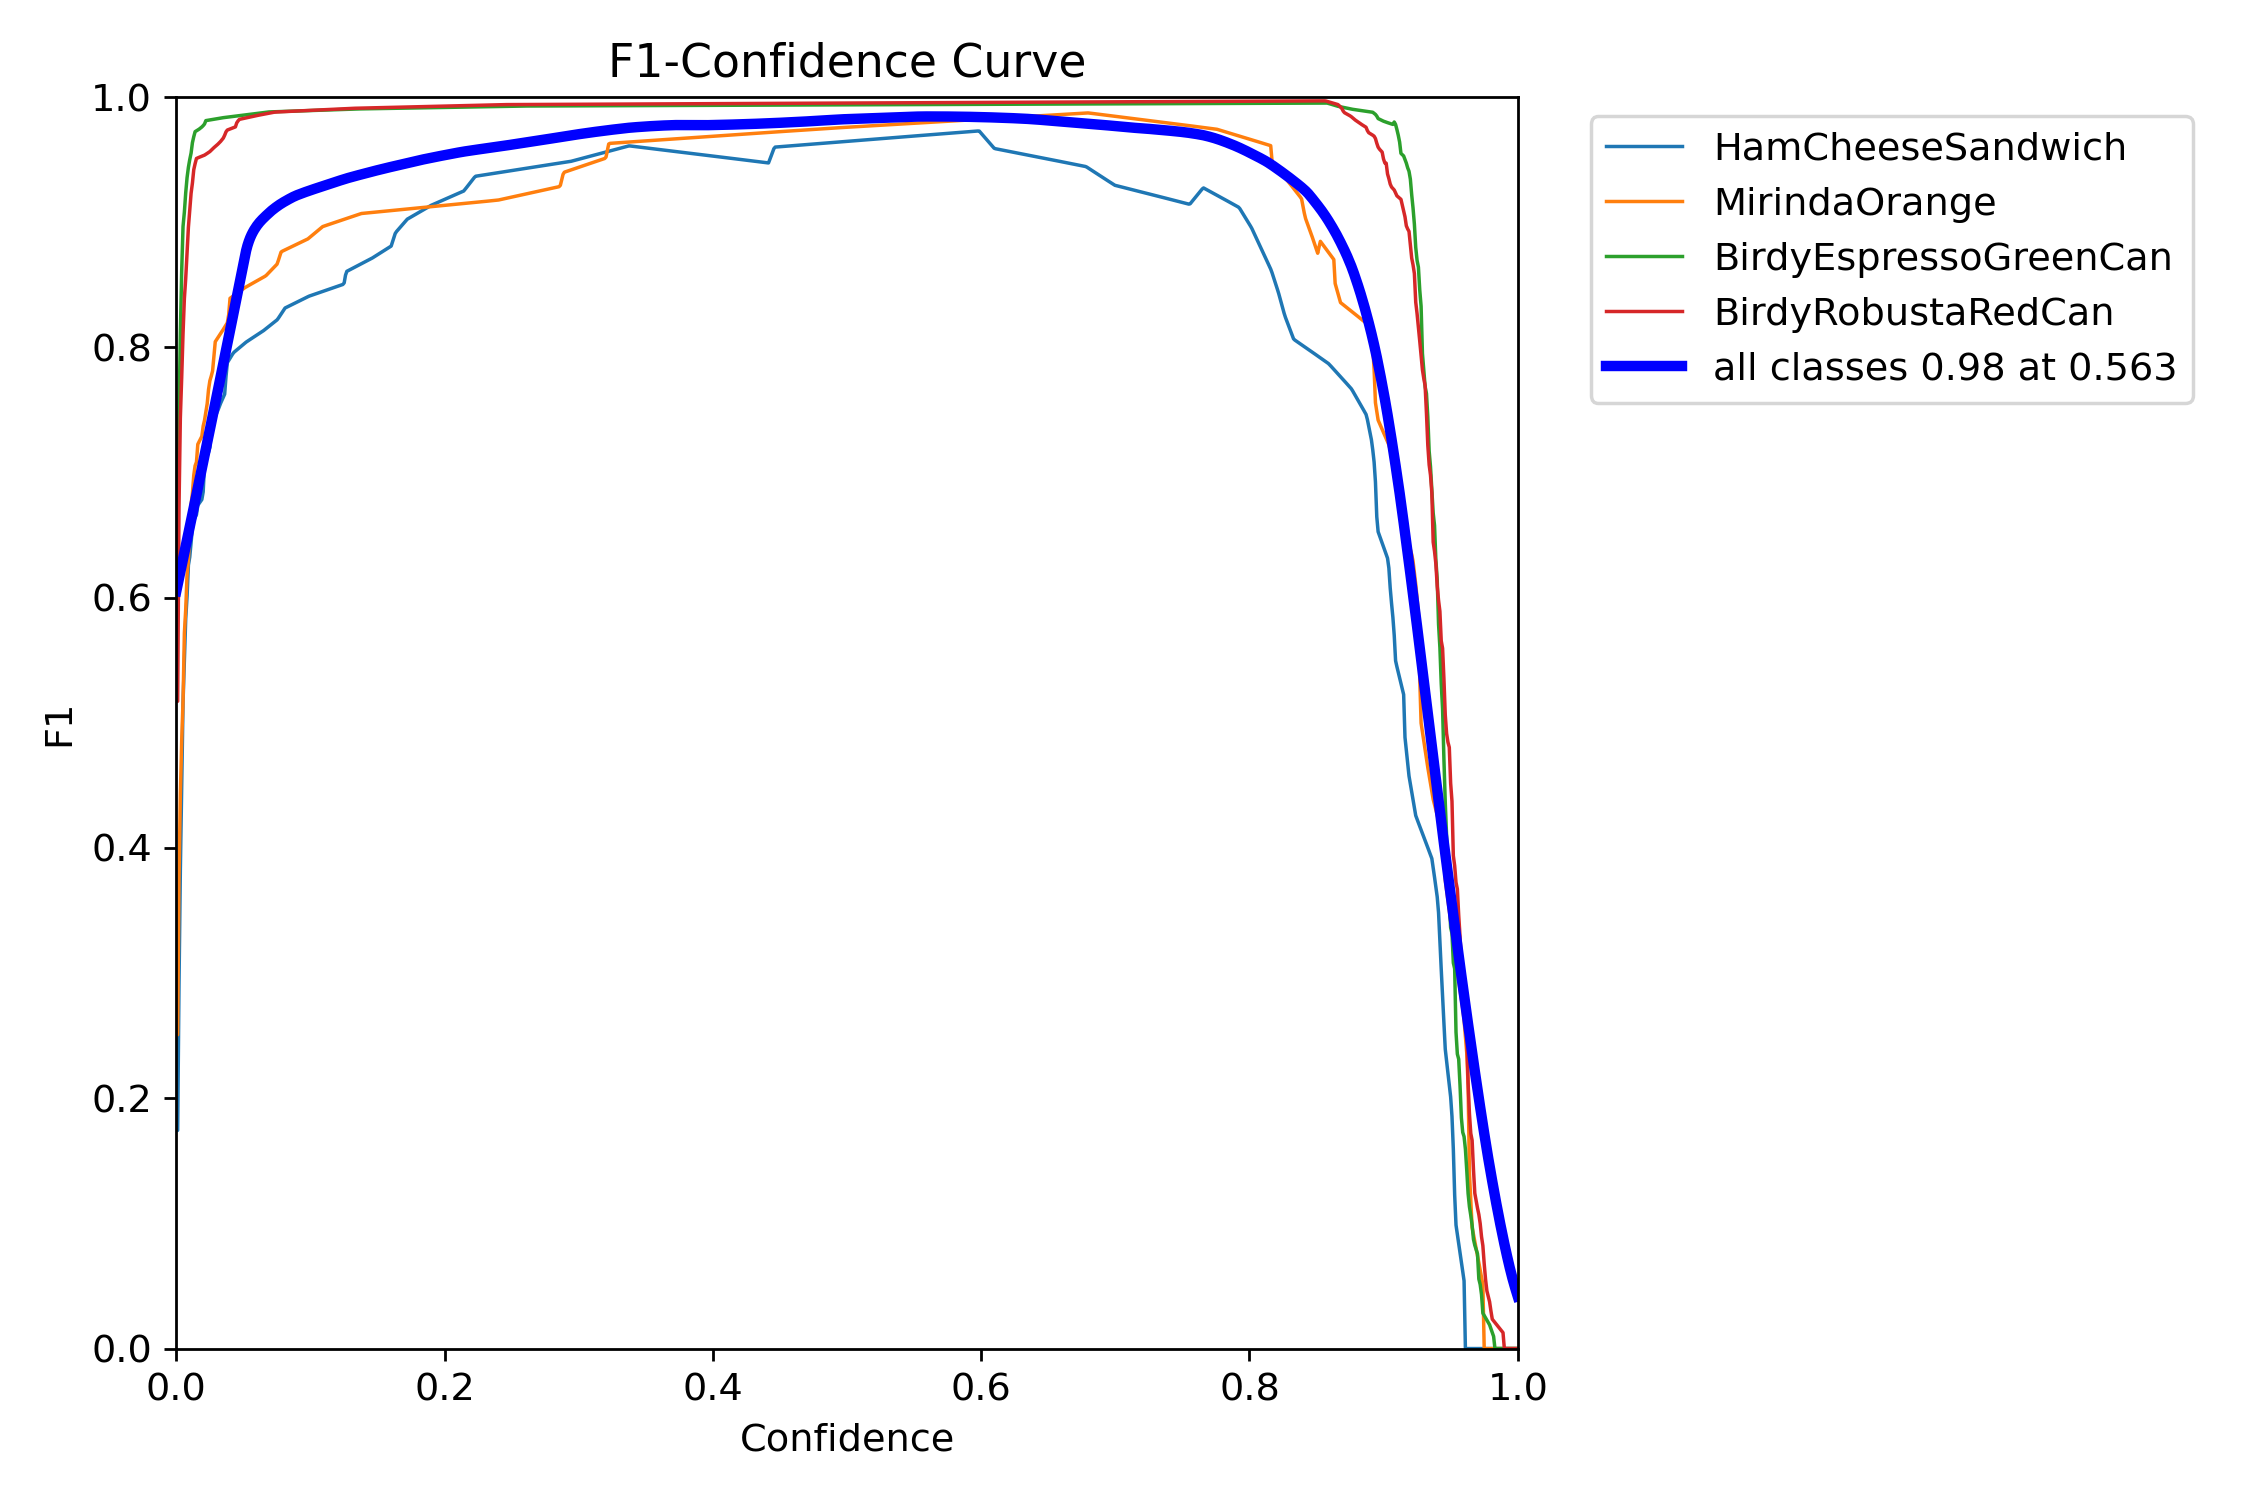 F1-Confidence Curve
1.0
0.8
0.6
0.4
0.2
0.0
F1
0.0 0.2 0.4 0.6 0.8 1.0
Confidence
HamCheeseSandwich
MirindaOrange
BirdyEspressoGreenCan
BirdyRobustaRedCan
all classes 0.98 at 0.563